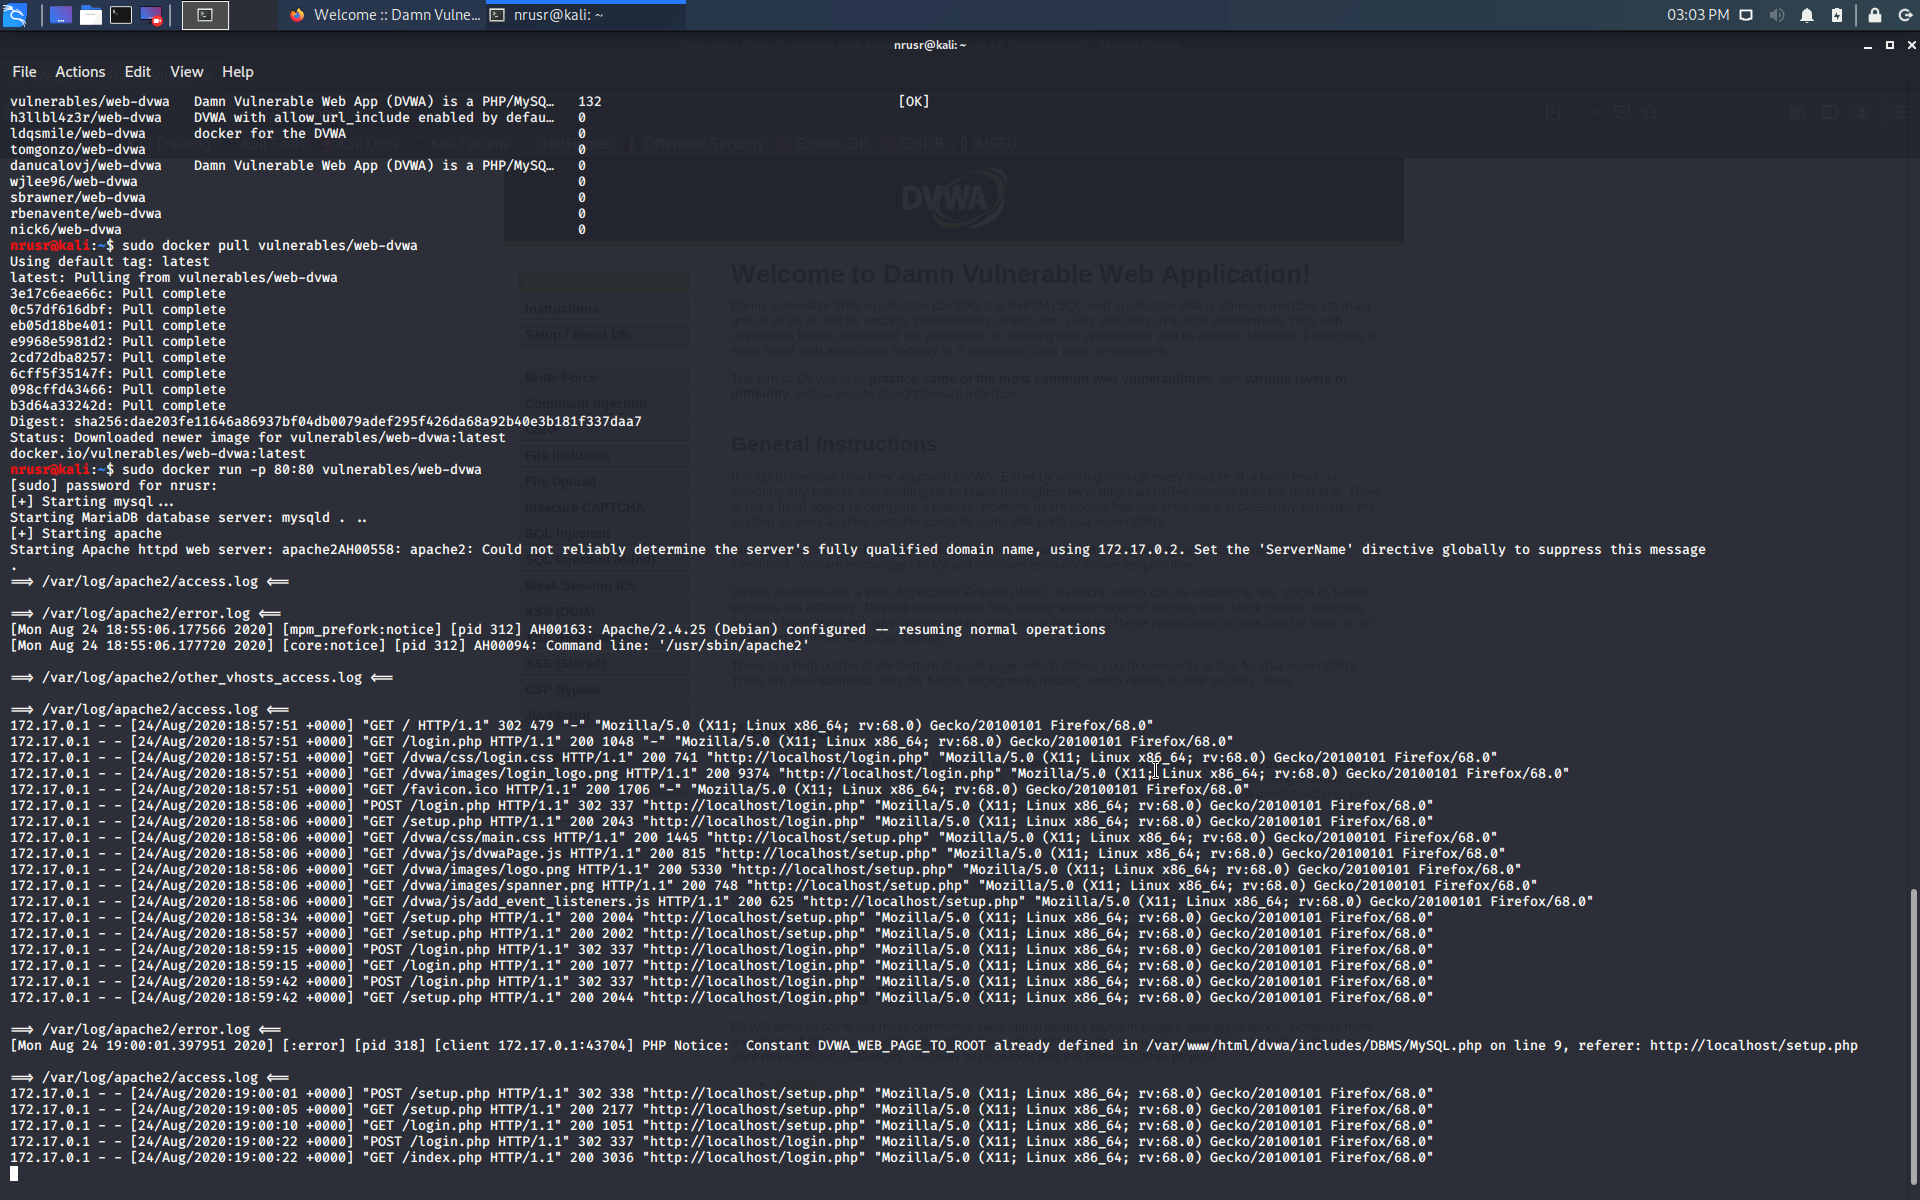 Welcome :: Damn Vulne...
nrusr@kali: ~
03:03 PM
nrusr@kali: ~
File Actions Edit View Help
vulnerables/web-dvwa Damn Vulnerable Web App (DVWA) is a PHP/MySQ… 132 [OK]
h3llbl4z3r/web-dvwa DVWA with allow_url_include enabled by defau… 0
ldqsmile/web-dvwa docker for the DVWA 0
tomgonzo/web-dvwa 0
danucalovj/web-dvwa Damn Vulnerable Web App (DVWA) is a PHP/MySQ… 0
wjlee96/web-dvwa 0
sbrawner/web-dvwa 0
rbenavente/web-dvwa 0
nick6/web-dvwa 0
nrusr@kali:~$ sudo docker pull vulnerables/web-dvwa
Using default tag: latest
latest: Pulling from vulnerables/web-dvwa
3e17c6eae66c: Pull complete
0c57df616dbf: Pull complete
eb05d18be401: Pull complete
e9968e5981d2: Pull complete
2cd72dba8257: Pull complete
6cff5f35147f: Pull complete
098cffd43466: Pull complete
b3d64a33242d: Pull complete
Digest: sha256:dae203fe11646a86937bf04db0079adef295f426da68a92b40e3b181f337daa7
Status: Downloaded newer image for vulnerables/web-dvwa:latest
docker.io/vulnerables/web-dvwa:latest
nrusr@kali:~$ sudo docker run -p 80:80 vulnerables/web-dvwa
[sudo] password for nrusr:
[+] Starting mysql...
Starting MariaDB database server: mysqld . ..
[+] Starting apache
Starting Apache httpd web server: apache2AH00558: apache2: Could not reliably determine the server's fully qualified domain name, using 172.17.0.2. Set the 'ServerName' directive globally to suppress this message
.
==> /var/log/apache2/access.log <==
==> /var/log/apache2/error.log <==
[Mon Aug 24 18:55:06.177566 2020] [mpm_prefork:notice] [pid 312] AH00163: Apache/2.4.25 (Debian) configured -- resuming normal operations
[Mon Aug 24 18:55:06.177720 2020] [core:notice] [pid 312] AH00094: Command line: '/usr/sbin/apache2'
==> /var/log/apache2/other_vhosts_access.log <==
==> /var/log/apache2/access.log <==
172.17.0.1 - - [24/Aug/2020:18:57:51 +0000] "GET / HTTP/1.1" 302 479 "-" "Mozilla/5.0 (X11; Linux x86_64; rv:68.0) Gecko/20100101 Firefox/68.0"
172.17.0.1 - - [24/Aug/2020:18:57:51 +0000] "GET /login.php HTTP/1.1" 200 1048 "-" "Mozilla/5.0 (X11; Linux x86_64; rv:68.0) Gecko/20100101 Firefox/68.0"
172.17.0.1 - - [24/Aug/2020:18:57:51 +0000] "GET /dvwa/css/login.css HTTP/1.1" 200 741 "http://localhost/login.php" "Mozilla/5.0 (X11; Linux x86_64; rv:68.0) Gecko/20100101 Firefox/68.0"
172.17.0.1 - - [24/Aug/2020:18:57:51 +0000] "GET /dvwa/images/login_logo.png HTTP/1.1" 200 9374 "http://localhost/login.php" "Mozilla/5.0 (X11; Linux x86_64; rv:68.0) Gecko/20100101 Firefox/68.0"
172.17.0.1 - - [24/Aug/2020:18:57:51 +0000] "GET /favicon.ico HTTP/1.1" 200 1706 "-" "Mozilla/5.0 (X11; Linux x86_64; rv:68.0) Gecko/20100101 Firefox/68.0"
172.17.0.1 - - [24/Aug/2020:18:58:06 +0000] "POST /login.php HTTP/1.1" 302 337 "http://localhost/login.php" "Mozilla/5.0 (X11; Linux x86_64; rv:68.0) Gecko/20100101 Firefox/68.0"
172.17.0.1 - - [24/Aug/2020:18:58:06 +0000] "GET /setup.php HTTP/1.1" 200 2043 "http://localhost/login.php" "Mozilla/5.0 (X11; Linux x86_64; rv:68.0) Gecko/20100101 Firefox/68.0"
172.17.0.1 - - [24/Aug/2020:18:58:06 +0000] "GET /dvwa/css/main.css HTTP/1.1" 200 1445 "http://localhost/setup.php" "Mozilla/5.0 (X11; Linux x86_64; rv:68.0) Gecko/20100101 Firefox/68.0"
172.17.0.1 - - [24/Aug/2020:18:58:06 +0000] "GET /dvwa/js/dvwaPage.js HTTP/1.1" 200 815 "http://localhost/setup.php" "Mozilla/5.0 (X11; Linux x86_64; rv:68.0) Gecko/20100101 Firefox/68.0"
172.17.0.1 - - [24/Aug/2020:18:58:06 +0000] "GET /dvwa/images/logo.png HTTP/1.1" 200 5330 "http://localhost/setup.php" "Mozilla/5.0 (X11; Linux x86_64; rv:68.0) Gecko/20100101 Firefox/68.0"
172.17.0.1 - - [24/Aug/2020:18:58:06 +0000] "GET /dvwa/images/spanner.png HTTP/1.1" 200 748 "http://localhost/setup.php" "Mozilla/5.0 (X11; Linux x86_64; rv:68.0) Gecko/20100101 Firefox/68.0"
172.17.0.1 - - [24/Aug/2020:18:58:06 +0000] "GET /dvwa/js/add_event_listeners.js HTTP/1.1" 200 625 "http://localhost/setup.php" "Mozilla/5.0 (X11; Linux x86_64; rv:68.0) Gecko/20100101 Firefox/68.0"
172.17.0.1 - - [24/Aug/2020:18:58:34 +0000] "GET /setup.php HTTP/1.1" 200 2004 "http://localhost/setup.php" "Mozilla/5.0 (X11; Linux x86_64; rv:68.0) Gecko/20100101 Firefox/68.0"
172.17.0.1 - - [24/Aug/2020:18:58:57 +0000] "GET /setup.php HTTP/1.1" 200 2002 "http://localhost/setup.php" "Mozilla/5.0 (X11; Linux x86_64; rv:68.0) Gecko/20100101 Firefox/68.0"
172.17.0.1 - - [24/Aug/2020:18:59:15 +0000] "POST /login.php HTTP/1.1" 302 337 "http://localhost/login.php" "Mozilla/5.0 (X11; Linux x86_64; rv:68.0) Gecko/20100101 Firefox/68.0"
172.17.0.1 - - [24/Aug/2020:18:59:15 +0000] "GET /login.php HTTP/1.1" 200 1077 "http://localhost/login.php" "Mozilla/5.0 (X11; Linux x86_64; rv:68.0) Gecko/20100101 Firefox/68.0"
172.17.0.1 - - [24/Aug/2020:18:59:42 +0000] "POST /login.php HTTP/1.1" 302 337 "http://localhost/login.php" "Mozilla/5.0 (X11; Linux x86_64; rv:68.0) Gecko/20100101 Firefox/68.0"
172.17.0.1 - - [24/Aug/2020:18:59:42 +0000] "GET /setup.php HTTP/1.1" 200 2044 "http://localhost/login.php" "Mozilla/5.0 (X11; Linux x86_64; rv:68.0) Gecko/20100101 Firefox/68.0"
==> /var/log/apache2/error.log <==
[Mon Aug 24 19:00:01.397951 2020] [:error] [pid 318] [client 172.17.0.1:43704] PHP Notice:  Constant DVWA_WEB_PAGE_TO_ROOT already defined in /var/www/html/dvwa/includes/DBMS/MySQL.php on line 9, referer: http://localhost/setup.php
==> /var/log/apache2/access.log <==
172.17.0.1 - - [24/Aug/2020:19:00:01 +0000] "POST /setup.php HTTP/1.1" 302 338 "http://localhost/setup.php" "Mozilla/5.0 (X11; Linux x86_64; rv:68.0) Gecko/20100101 Firefox/68.0"
172.17.0.1 - - [24/Aug/2020:19:00:05 +0000] "GET /setup.php HTTP/1.1" 200 2177 "http://localhost/setup.php" "Mozilla/5.0 (X11; Linux x86_64; rv:68.0) Gecko/20100101 Firefox/68.0"
172.17.0.1 - - [24/Aug/2020:19:00:10 +0000] "GET /login.php HTTP/1.1" 200 1051 "http://localhost/setup.php" "Mozilla/5.0 (X11; Linux x86_64; rv:68.0) Gecko/20100101 Firefox/68.0"
172.17.0.1 - - [24/Aug/2020:19:00:22 +0000] "POST /login.php HTTP/1.1" 302 337 "http://localhost/login.php" "Mozilla/5.0 (X11; Linux x86_64; rv:68.0) Gecko/20100101 Firefox/68.0"
172.17.0.1 - - [24/Aug/2020:19:00:22 +0000] "GET /index.php HTTP/1.1" 200 3036 "http://localhost/login.php" "Mozilla/5.0 (X11; Linux x86_64; rv:68.0) Gecko/20100101 Firefox/68.0"